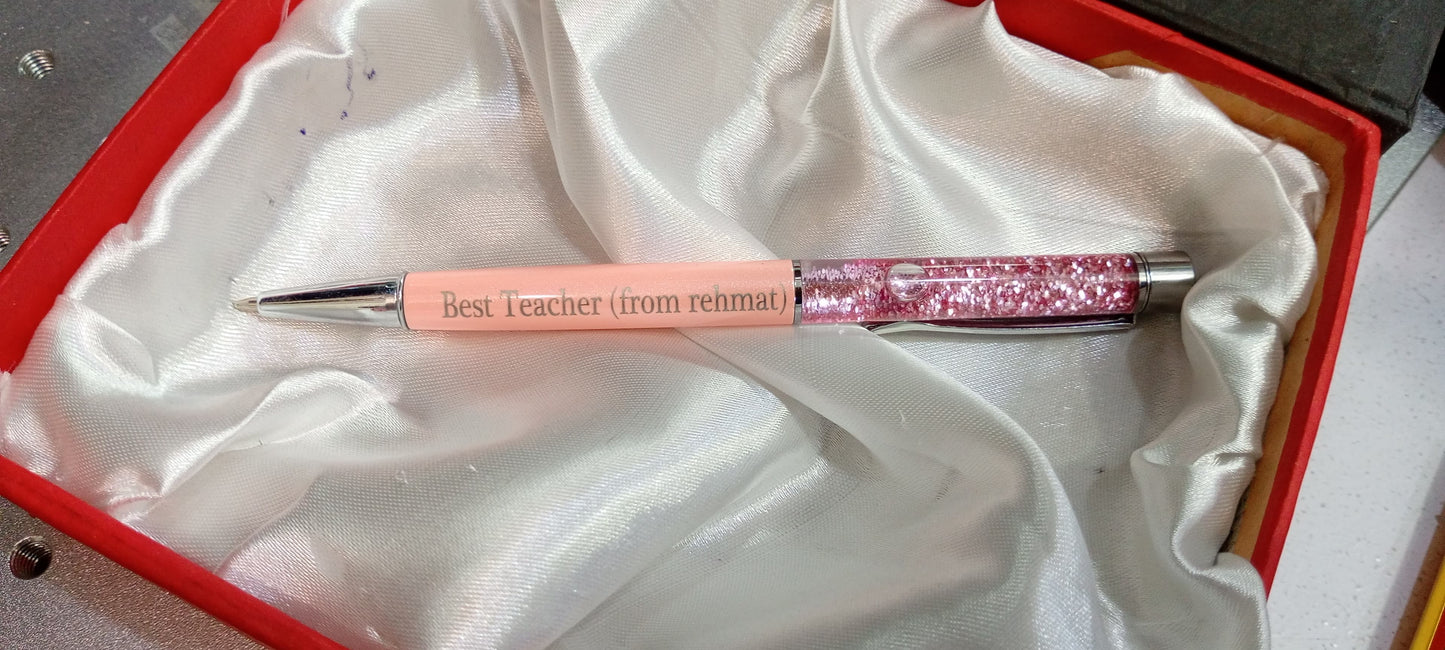 Best Teacher (from rehmat)